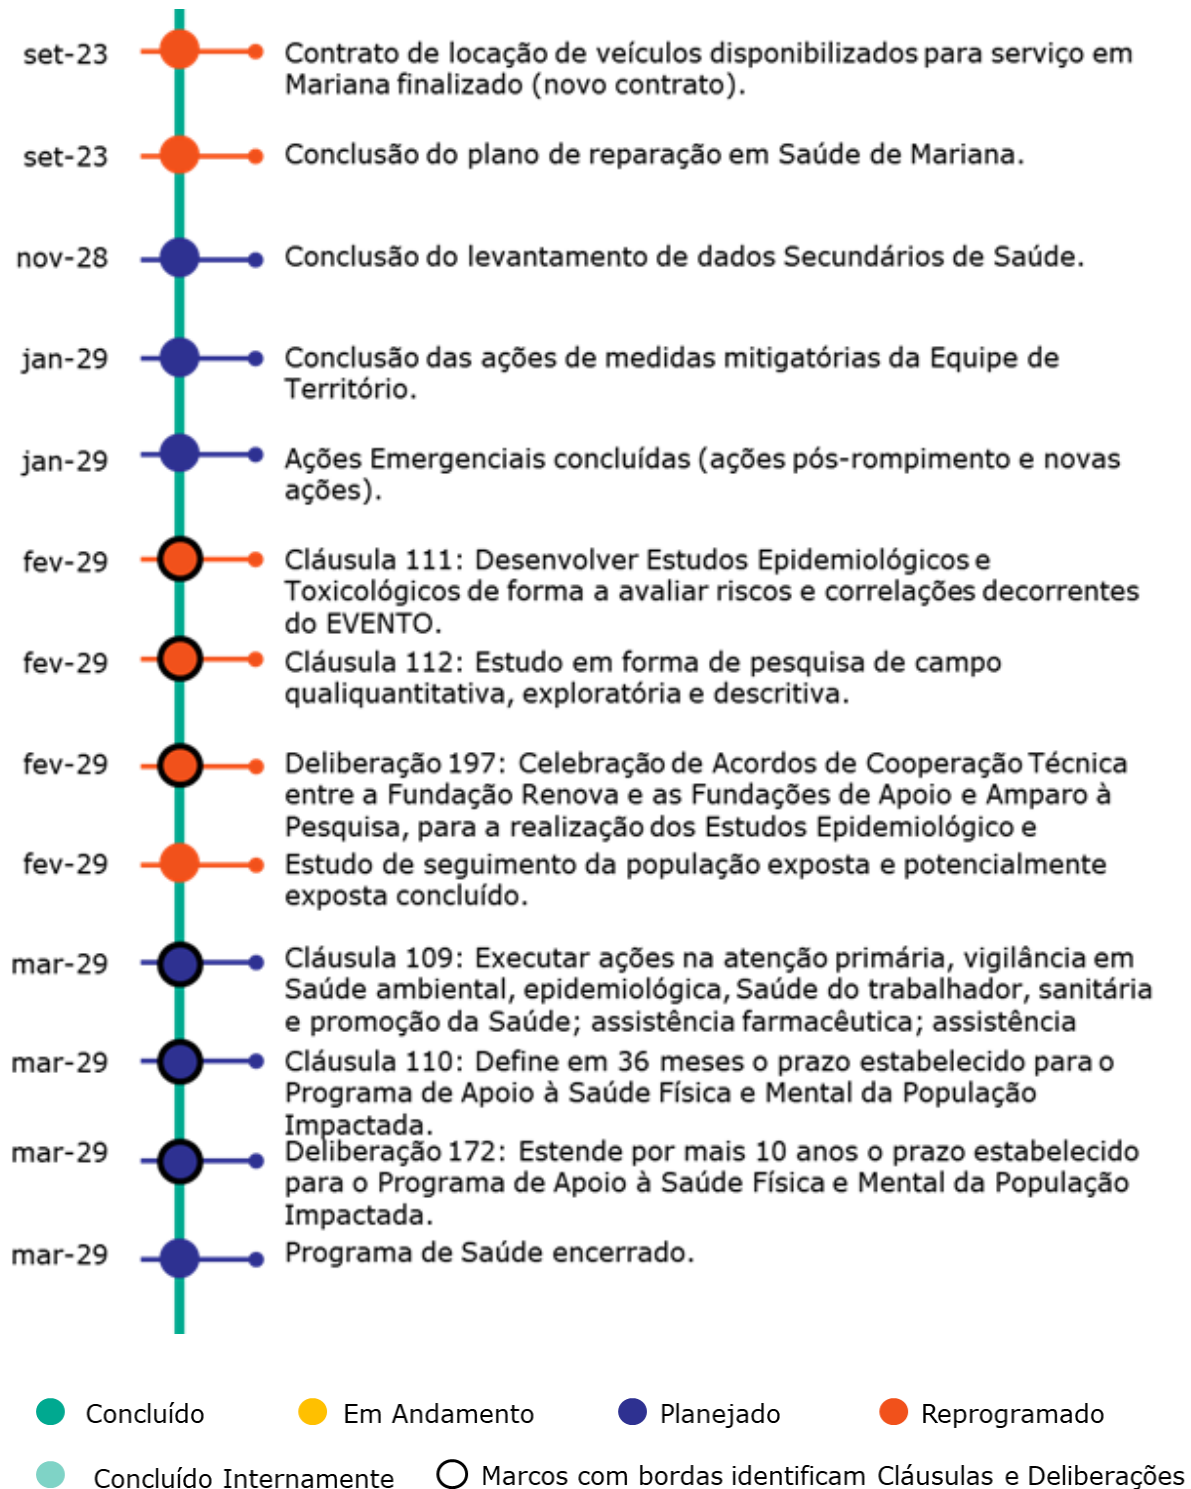 set-23
Contrato de locação de veículos disponibilizados para serviço em
Mariana finalizado (novo contrato).
set-23
Conclusão do plano de reparação em Saúde de Mariana.
nov-28
Conclusão do levantamento de dados Secundários de Saúde.
jan-29
Conclusão das ações de medidas mitigatórias da Equipe de
Território.
jan-29
Ações Emergenciais concluídas (ações pós-rompimento e novas
ações).
fev-29
Cláusula 111: Desenvolver Estudos Epidemiológicos e
Toxicológicos de forma a avaliar riscos e correlações decorrentes
do EVENTO.
fev-29
Cláusula 112: Estudo em forma de pesquisa de campo
qualiquantitativa, exploratória e descritiva.
fev-29
Deliberação 197: Celebração de Acordos de Cooperação Técnica
entre a Fundação Renova e as Fundações de Apoio e Amparo à
Pesquisa, para a realização dos Estudos Epidemiológico e
fev-29
Estudo de seguimento da população exposta e potencialmente
exposta concluído.
mar-29
Cláusula 109: Executar ações na atenção primária, vigilância em
Saúde ambiental, epidemiológica, Saúde do trabalhador, sanitária
e promoção da Saúde; assistência farmacêutica; assistência
mar-29
Cláusula 110: Define em 36 meses o prazo estabelecido para o
Programa de Apoio à Saúde Física e Mental da População
Impactada.
mar-29
Deliberação 172: Estende por mais 10 anos o prazo estabelecido
para o Programa de Apoio à Saúde Física e Mental da População
Impactada.
mar-29
Programa de Saúde encerrado.
Concluído
Em Andamento
Planejado
Reprogramado
Concluído Internamente
Marcos com bordas identificam Cláusulas e Deliberações